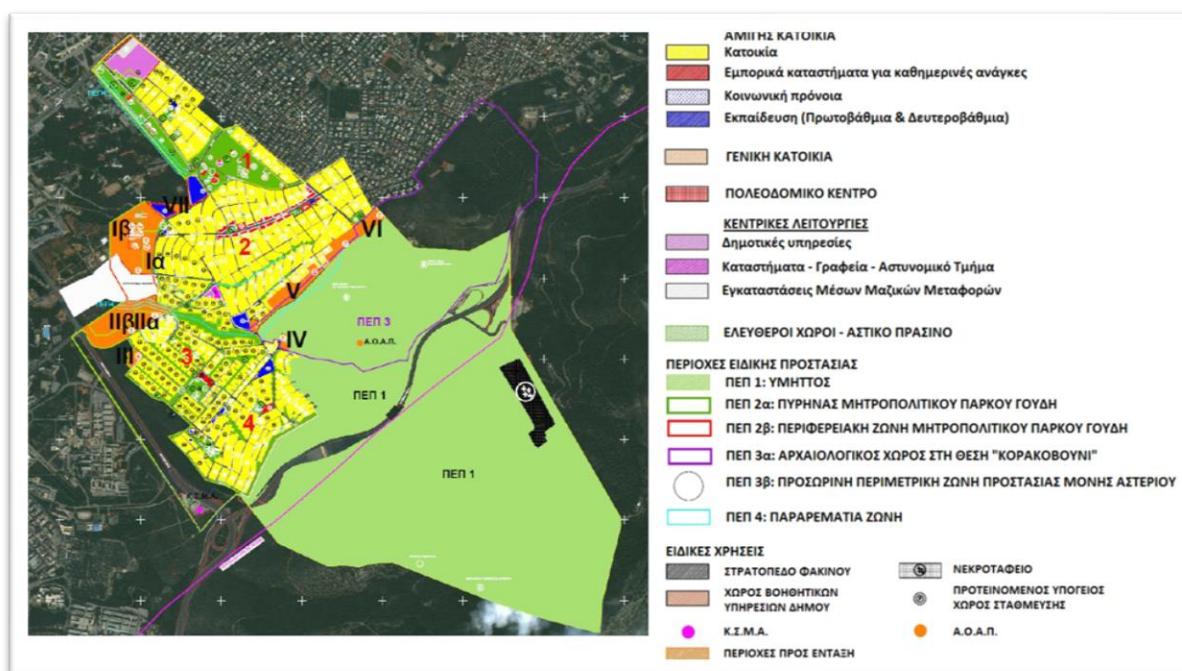 ΑΜΙΓΗΣ ΚΑΤΟΙΚΙΑ
Κατοικία
Εμπορικά καταστήματα για καθημερινές ανάγκες
Κοινωνική πρόνοια
Εκπαίδευση (Πρωτοβάθμια & Δευτεροβάθμια)
ΓΕΝΙΚΗ ΚΑΤΟΙΚΙΑ
ΠΟΛΕΟΔΟΜΙΚΟ ΚΕΝΤΡΟ
ΚΕΝΤΡΙΚΕΣ ΛΕΙΤΟΥΡΓΙΕΣ
Δημοτικές υπηρεσίες
Καταστήματα - Γραφεία - Αστυνομικό Τμήμα
Εγκαταστάσεις Μέσων Μαζικών Μεταφορών
ΕΛΕΥΘΕΡΟΙ ΧΩΡΟΙ - ΑΣΤΙΚΟ ΠΡΑΣΙΝΟ
ΠΕΡΙΟΧΕΣ ΕΙΔΙΚΗΣ ΠΡΟΣΤΑΣΙΑΣ
ΠΕΠ 1: ΥΜΗΤΤΟΣ
ΠΕΠ 2α: ΠΥΡΗΝΑΣ ΜΗΤΡΟΠΟΛΙΤΙΚΟΥ ΠΑΡΚΟΥ ΓΟΥΔΗ
ΠΕΠ 2β: ΠΕΡΙΦΕΡΕΙΑΚΗ ΖΩΝΗ ΜΗΤΡΟΠΟΛΙΤΙΚΟΥ ΠΑΡΚΟΥ ΓΟΥΔΗ
ΠΕΠ 3α: ΑΡΧΑΙΟΛΟΓΙΚΟΣ ΧΩΡΟΣ ΣΤΗ ΘΕΣΗ "ΚΟΡΑΚΟΒΟΥΝΙ"
ΠΕΠ 3β: ΠΡΟΣΩΡΙΝΗ ΠΕΡΙΜΕΤΡΙΚΗ ΖΩΝΗ ΠΡΟΣΤΑΣΙΑΣ ΜΟΝΗΣ ΑΣΤΕΡΙΟΥ
ΠΕΠ 4: ΠΑΡΑΡΕΜΑΤΙΑ ΖΩΝΗ
ΕΙΔΙΚΕΣ ΧΡΗΣΕΙΣ
ΣΤΡΑΤΟΠΕΔΟ ΦΑΚΙΝΟΥ
ΝΕΚΡΟΤΑΦΕΙΟ
ΧΩΡΟΣ ΒΟΗΘΗΤΙΚΩΝ
ΥΠΗΡΕΣΙΩΝ ΔΗΜΟΥ
ΠΡΟΤΕΙΝΟΜΕΝΟΣ ΥΠΟΓΕΙΟΣ
ΧΩΡΟΣ ΣΤΑΘΜΕΥΣΗΣ
Κ.Σ.Μ.Α.
Α.Ο.Α.Π.
ΠΕΡΙΟΧΕΣ ΠΡΟΣ ΕΝΤΑΞΗ
1
VII
Iβ
VI
2
Iα
V
ΠΕΠ 3
IIβIIα
IV
Α.Ο.Α.Π.
III
3
ΠΕΠ 1
4
ΠΕΠ 1
Κ.Σ.Μ.Α.